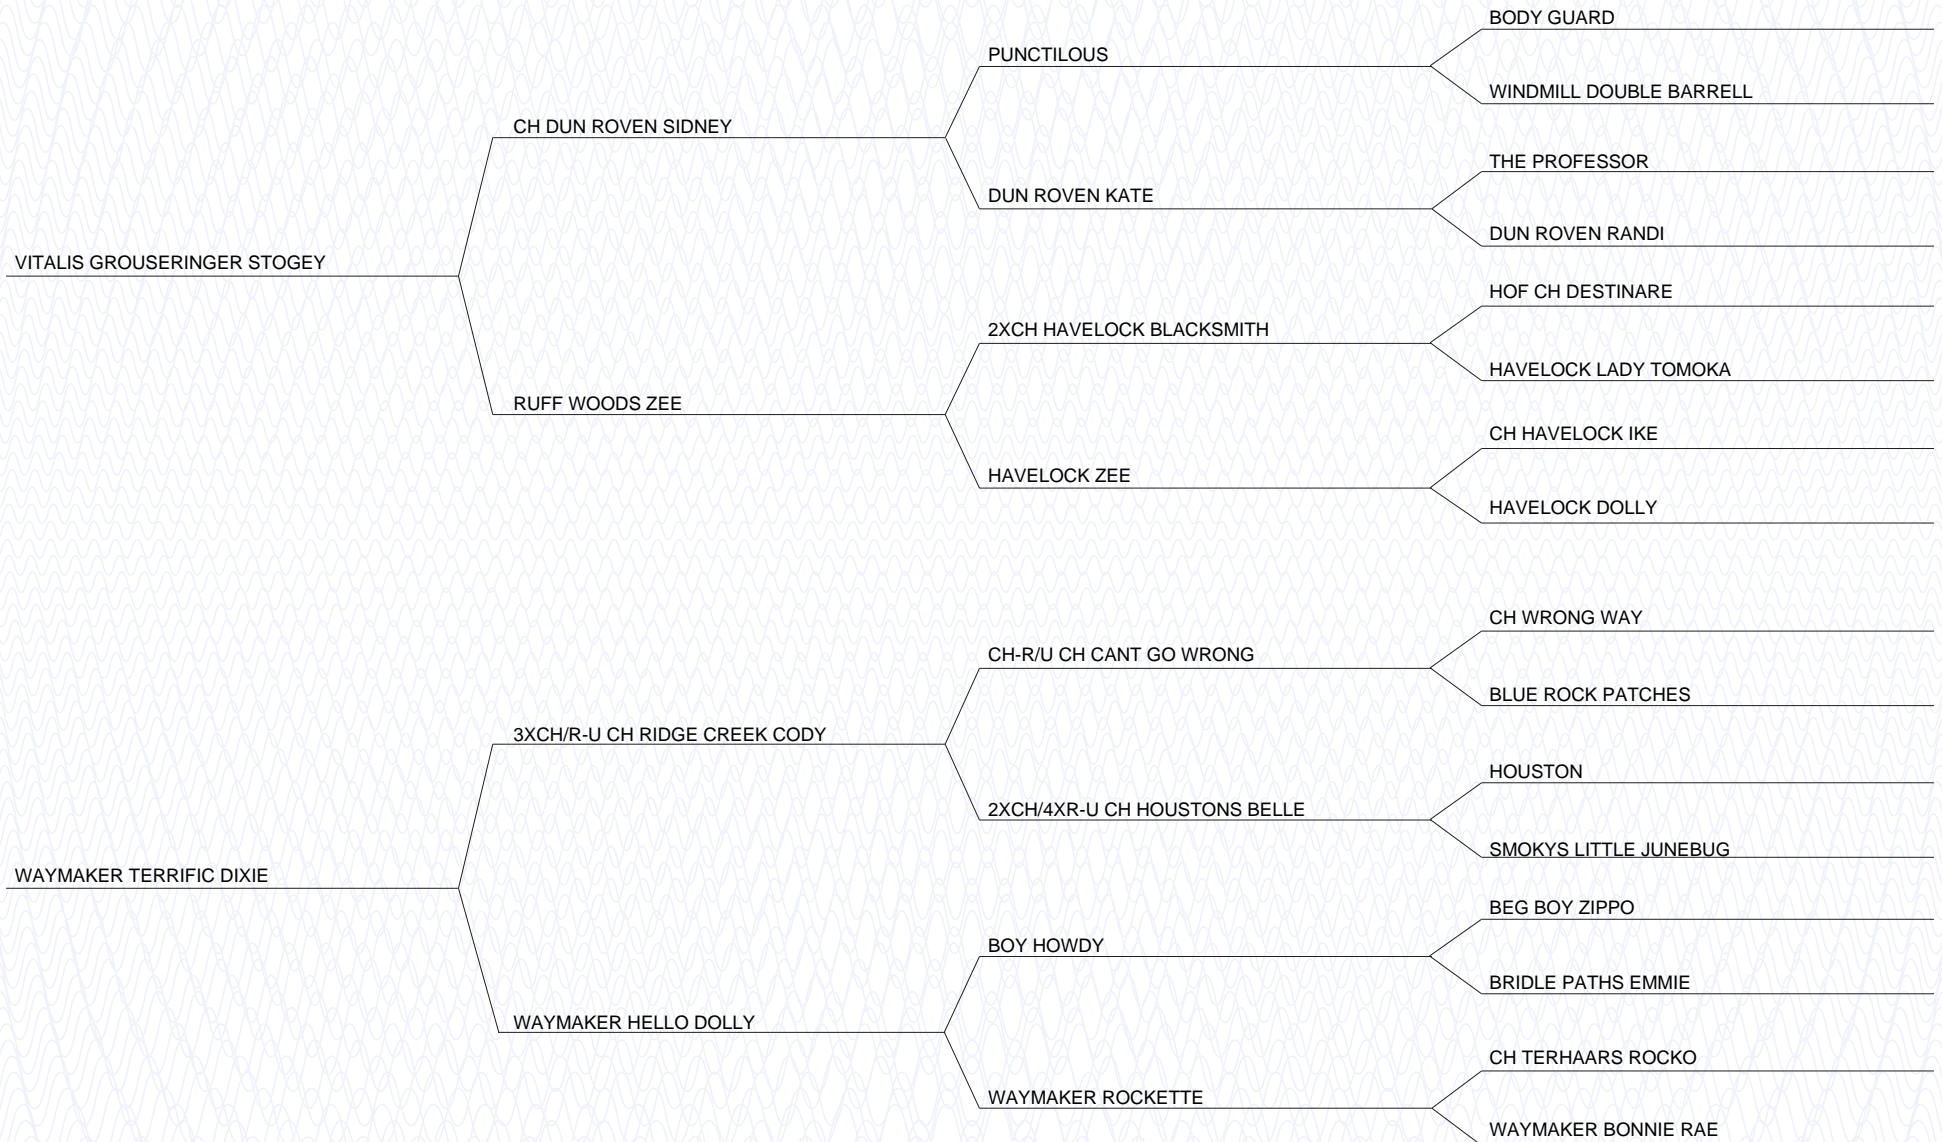 BODY GUARD
PUNCTILOUS
WINDMILL DOUBLE BARRELL
CH DUN ROVEN SIDNEY
THE PROFESSOR
DUN ROVEN KATE
DUN ROVEN RANDI
VITALIS GROUSERINGER STOGEY
HOF CH DESTINARE
2XCH HAVELOCK BLACKSMITH
HAVELOCK LADY TOMOKA
RUFF WOODS ZEE
CH HAVELOCK IKE
HAVELOCK ZEE
HAVELOCK DOLLY
CH WRONG WAY
CH-R/U CH CANT GO WRONG
BLUE ROCK PATCHES
3XCH/R-U CH RIDGE CREEK CODY
HOUSTON
2XCH/4XR-U CH HOUSTONS BELLE
SMOKYS LITTLE JUNEBUG
WAYMAKER TERRIFIC DIXIE
BEG BOY ZIPPO
BOY HOWDY
BRIDLE PATHS EMMIE
WAYMAKER HELLO DOLLY
CH TERHAARS ROCKO
WAYMAKER ROCKETTE
WAYMAKER BONNIE RAE